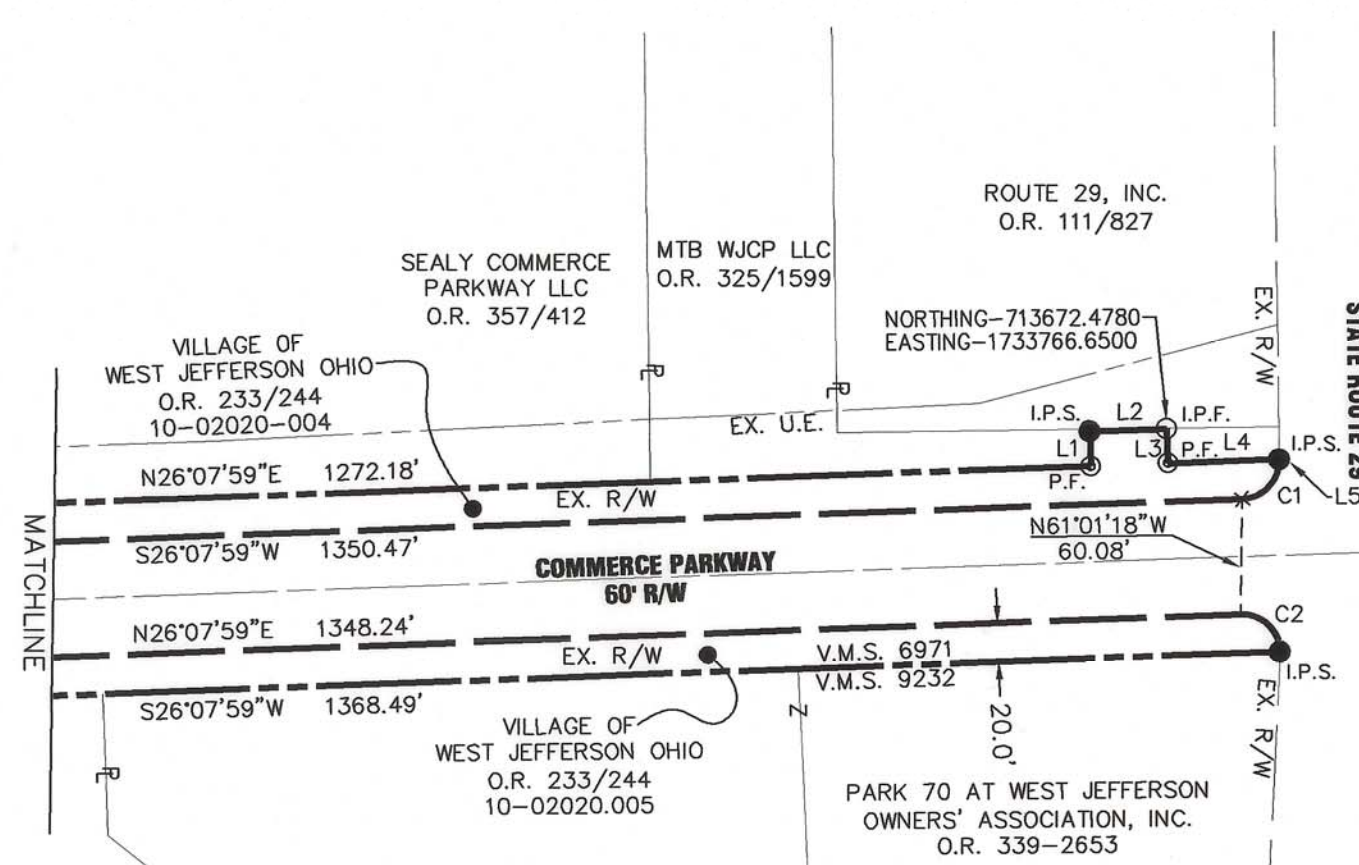 ROUTE 29, INC.
O.R. 111/827
MTB WJCP LLC
O.R. 325/1599
SEALY COMMERCE
PARKWAY LLC
O.R. 357/412
VILLAGE OF
WEST JEFFERSON OHIO
O.R. 233/244
10-02020-004
NORTHING-713672.4780
EASTING-1733766.6500
EX. R/W
STATE ROUTE 29
PL
PL
EX. U.E.
I.P.S.
L2
I.P.F.
L1
L3
P.F.
L4
I.P.S.
P.F.
L5
C1
N26°07'59"E 1272.18'
EX. R/W
S26°07'59"W 1350.47'
N61°01'18"W
60.08'
COMMERCE PARKWAY
60' R/W
MATCHLINE
N26°07'59"E 1348.24'
EX. R/W
V.M.S. 6971
V.M.S. 9232
C2
I.P.S.
S26°07'59"W 1368.49'
Z
20.0'
EX. R/W
PL
VILLAGE OF
WEST JEFFERSON OHIO
O.R. 233/244
10-02020.005
PARK 70 AT WEST JEFFERSON
OWNERS' ASSOCIATION, INC.
O.R. 339-2653